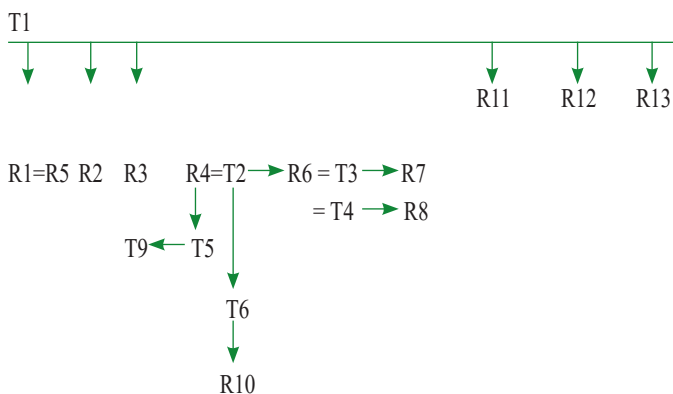 T1
R11 R12 R13
R1=R5 R2 R3 R4=T2 R6 = T3 R7
= T4 R8
T9 T5
T6
R10